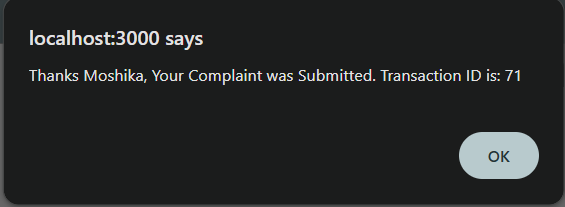 localhost:3000 says
Thanks Moshika, Your Complaint was Submitted. Transaction ID is: 71
OK